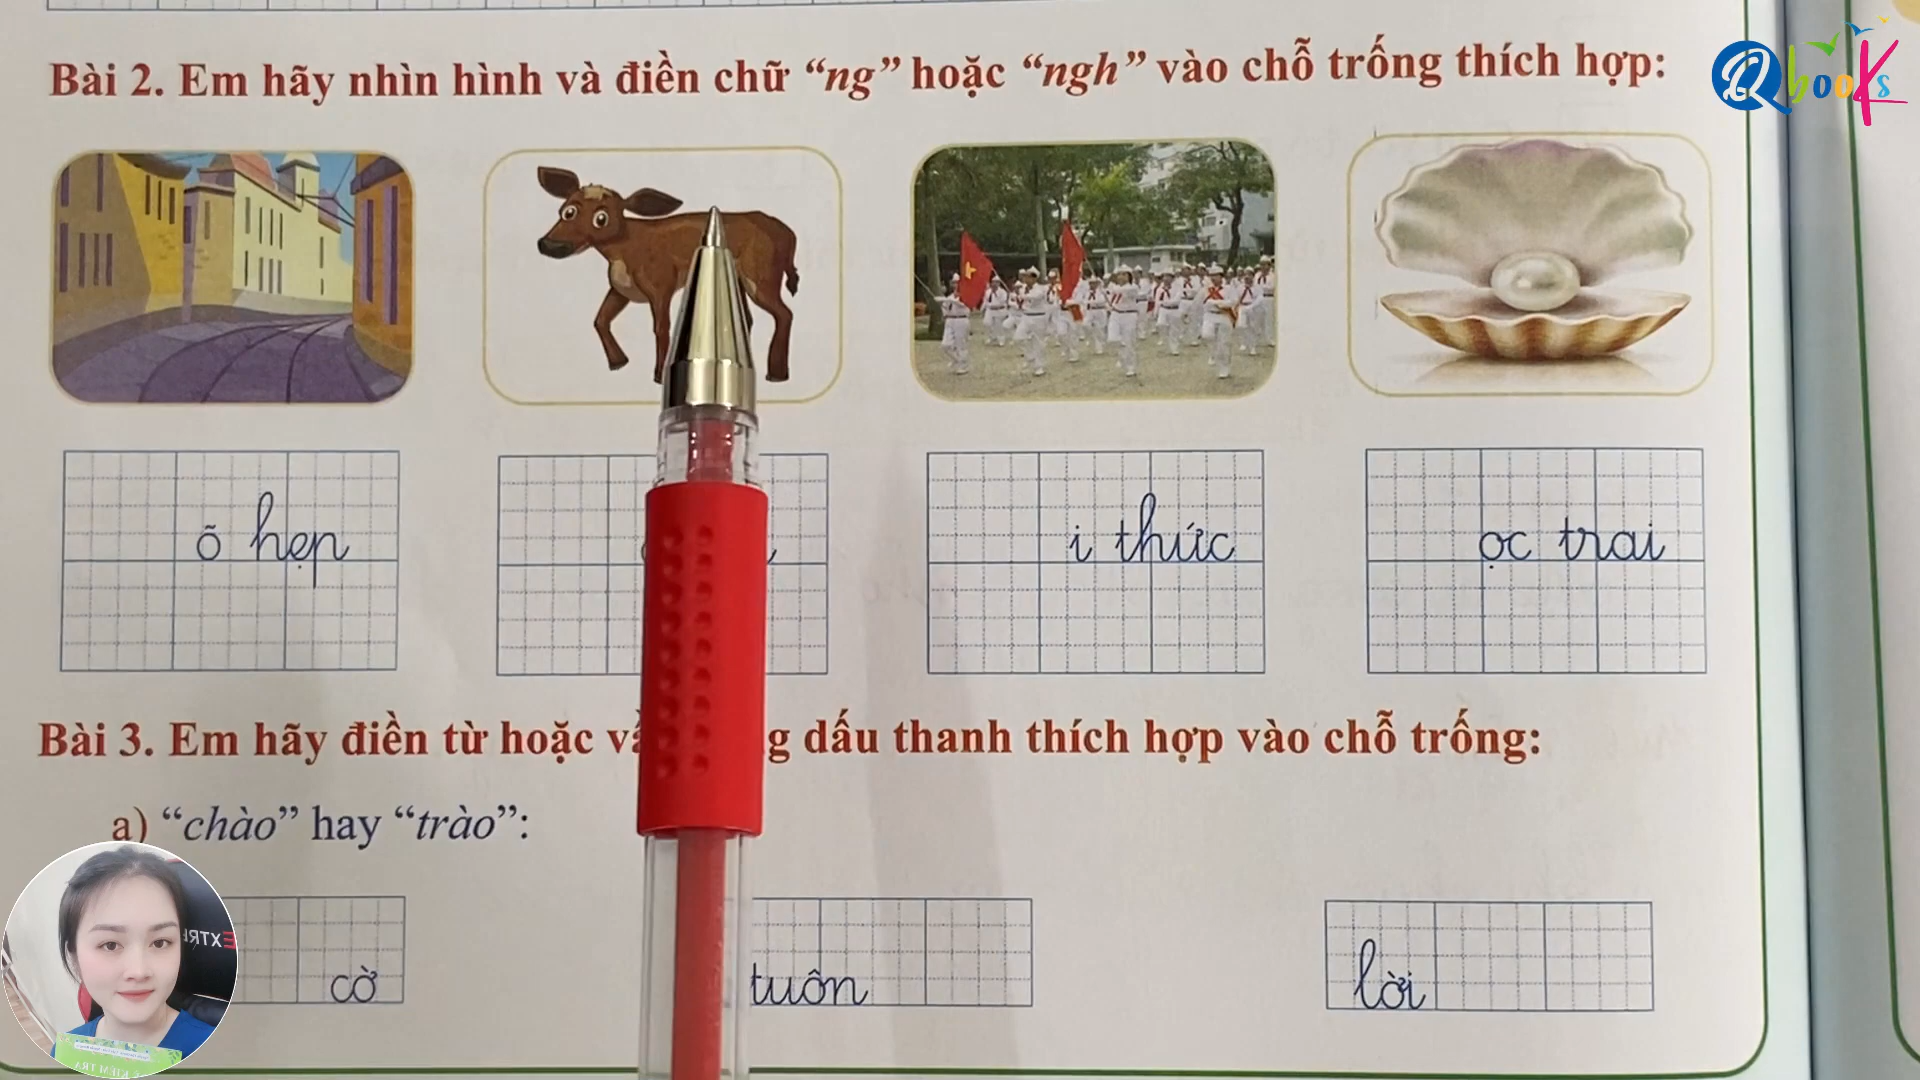 Bài 2. Em hãy nhìn hình và điền chữ “ng” hoặc “ngh” vào chỗ trống thích hợp:
Qbooks
õ hẹp
i thức
ọc trai
Bài 3. Em hãy điền từ hoặc g dấu thanh thích hợp vào chỗ trống:
a) “chào” hay “trào”:
cờ
tuôn
lời